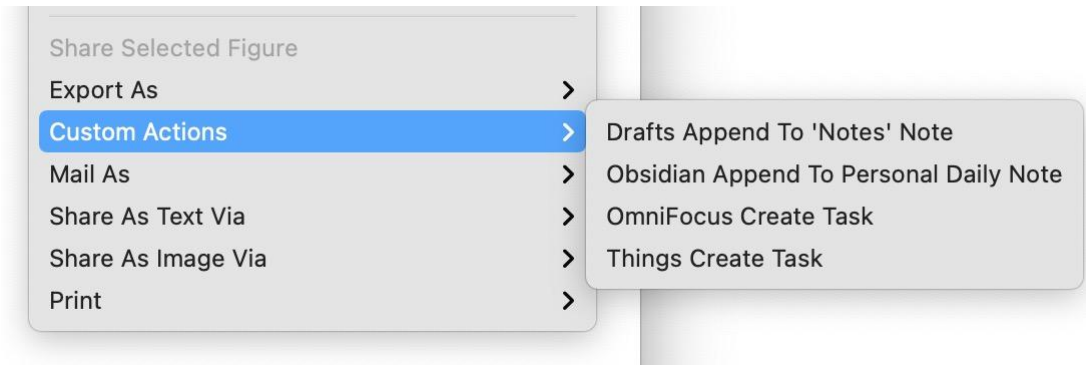 Share Selected Figure
Export As
Custom Actions
Mail As
Share As Text Via
Share As Image Via
Print
Drafts Append To 'Notes' Note
Obsidian Append To Personal Daily Note
OmniFocus Create Task
Things Create Task